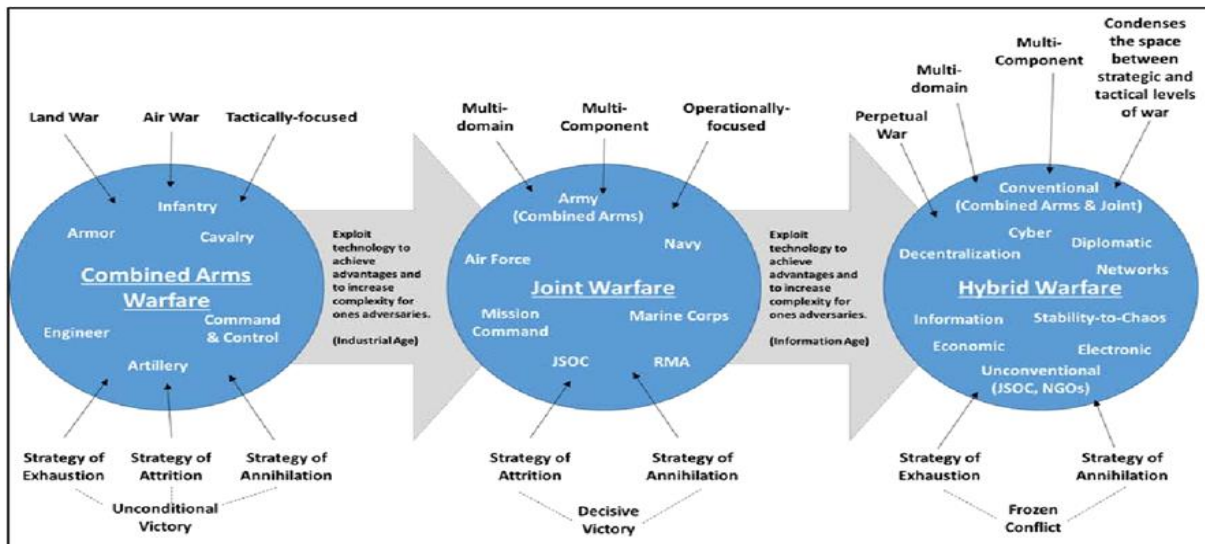 Land War
Air War
Tactically-focused
Infantry
Armor
Cavalry
Combined Arms
Warfare
Engineer
Command
& Control
Artillery
Strategy of
Exhaustion
Strategy of
Attrition
Strategy of
Annihilation
Unconditional
Victory
Exploit
technology to
achieve
advantages and
to increase
complexity for
ones adversaries.
(Industrial Age)
Multi-
domain
Multi-
Component
Operationally-
focused
Army
(Combined Arms)
Navy
Air Force
Joint Warfare
Mission
Command
Marine Corps
JSOC
RMA
Strategy of
Attrition
Strategy of
Annihilation
Decisive
Victory
Exploit
technology to
achieve
advantages and
to increase
complexity for
ones adversaries.
(Information Age)
Perpetual
War
Multi-
domain
Multi-
Component
Condenses
the space
between
strategic and
tactical levels
of war
Conventional
(Combined Arms & Joint)
Cyber
Decentralization
Diplomatic
Networks
Hybrid Warfare
Information
Stability-to-Chaos
Economic
Electronic
Unconventional
(JSOC, NGOs)
Strategy of
Exhaustion
Strategy of
Annihilation
Frozen
Conflict